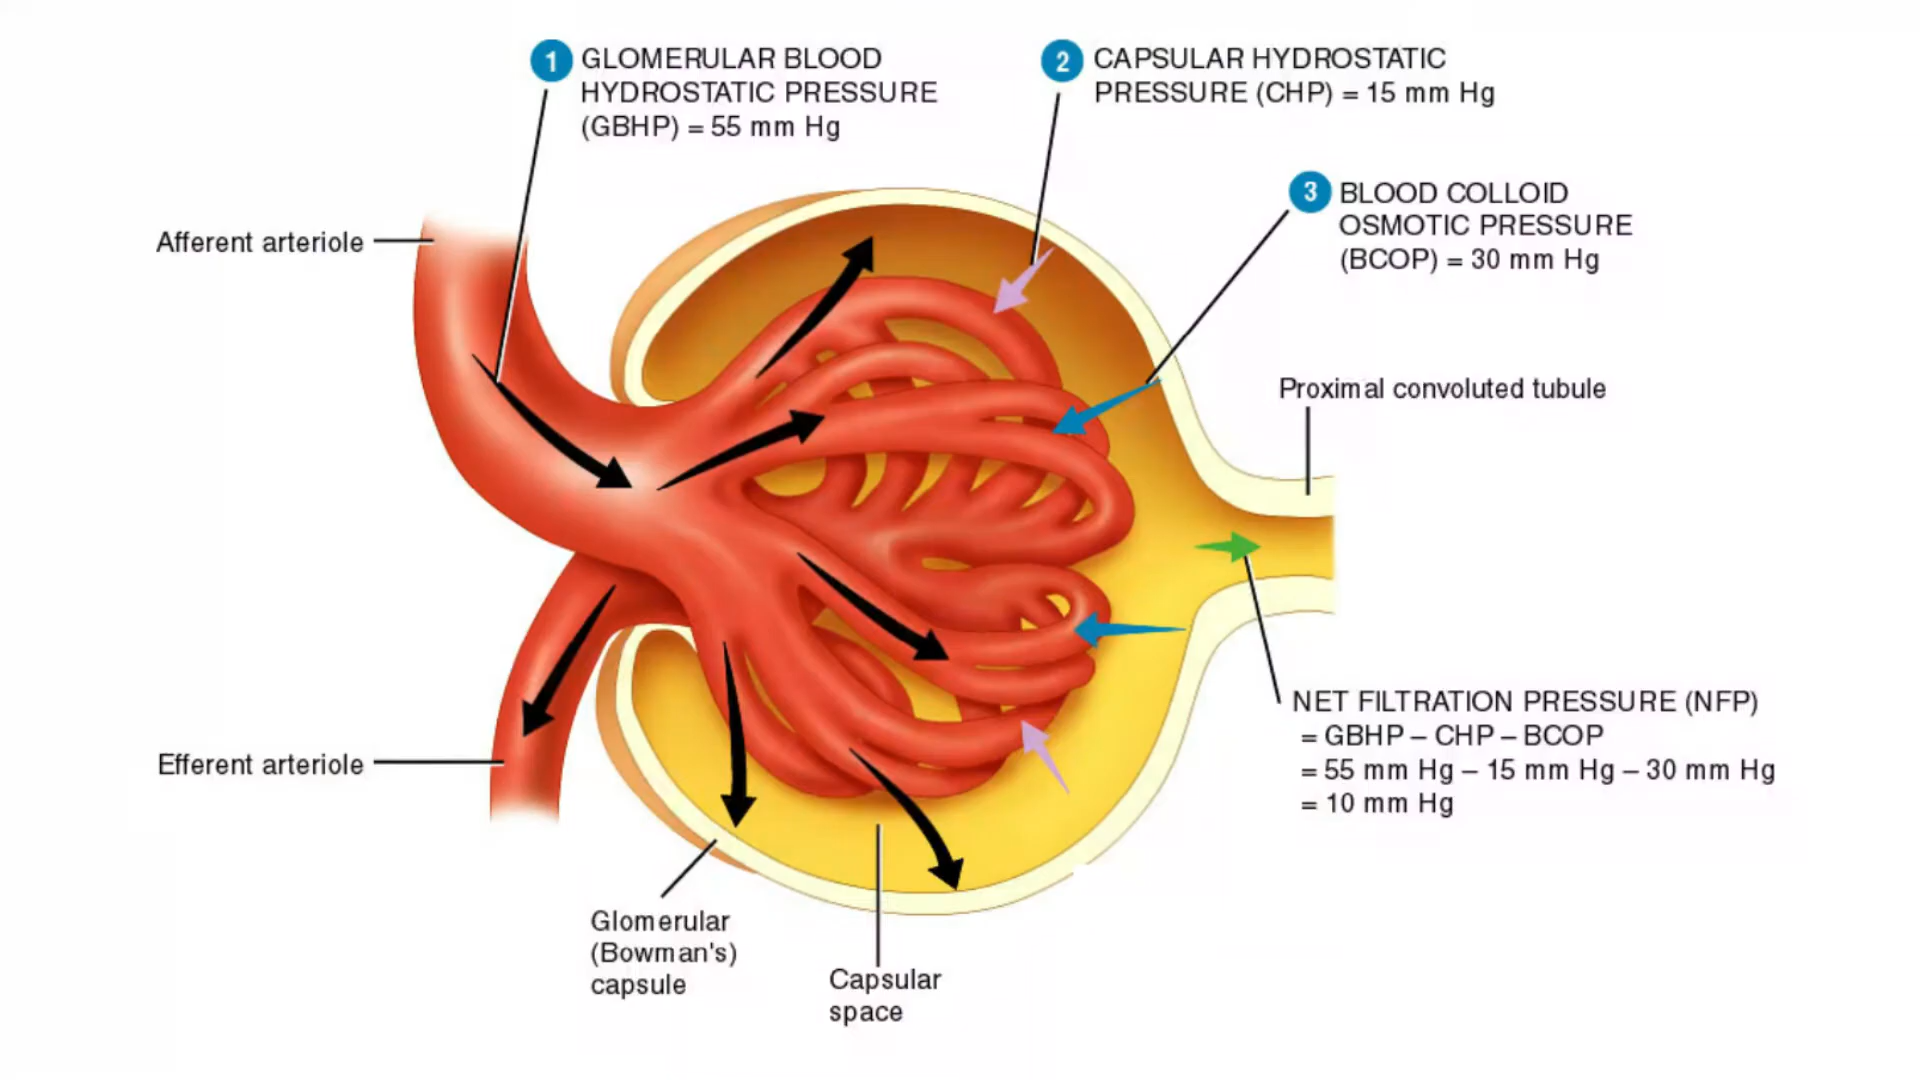 1 GLOMERULAR BLOOD
HYDROSTATIC PRESSURE
(GBHP) = 55 mm Hg
2 CAPSULAR HYDROSTATIC
PRESSURE (CHP) = 15 mm Hg
3 BLOOD COLLOID
OSMOTIC PRESSURE
(BCOP) = 30 mm Hg
Afferent arteriole
Proximal convoluted tubule
NET FILTRATION PRESSURE (NFP)
= GBHP – CHP – BCOP
= 55 mm Hg – 15 mm Hg – 30 mm Hg
= 10 mm Hg
Efferent arteriole
Glomerular
(Bowman's)
capsule
Capsular
space